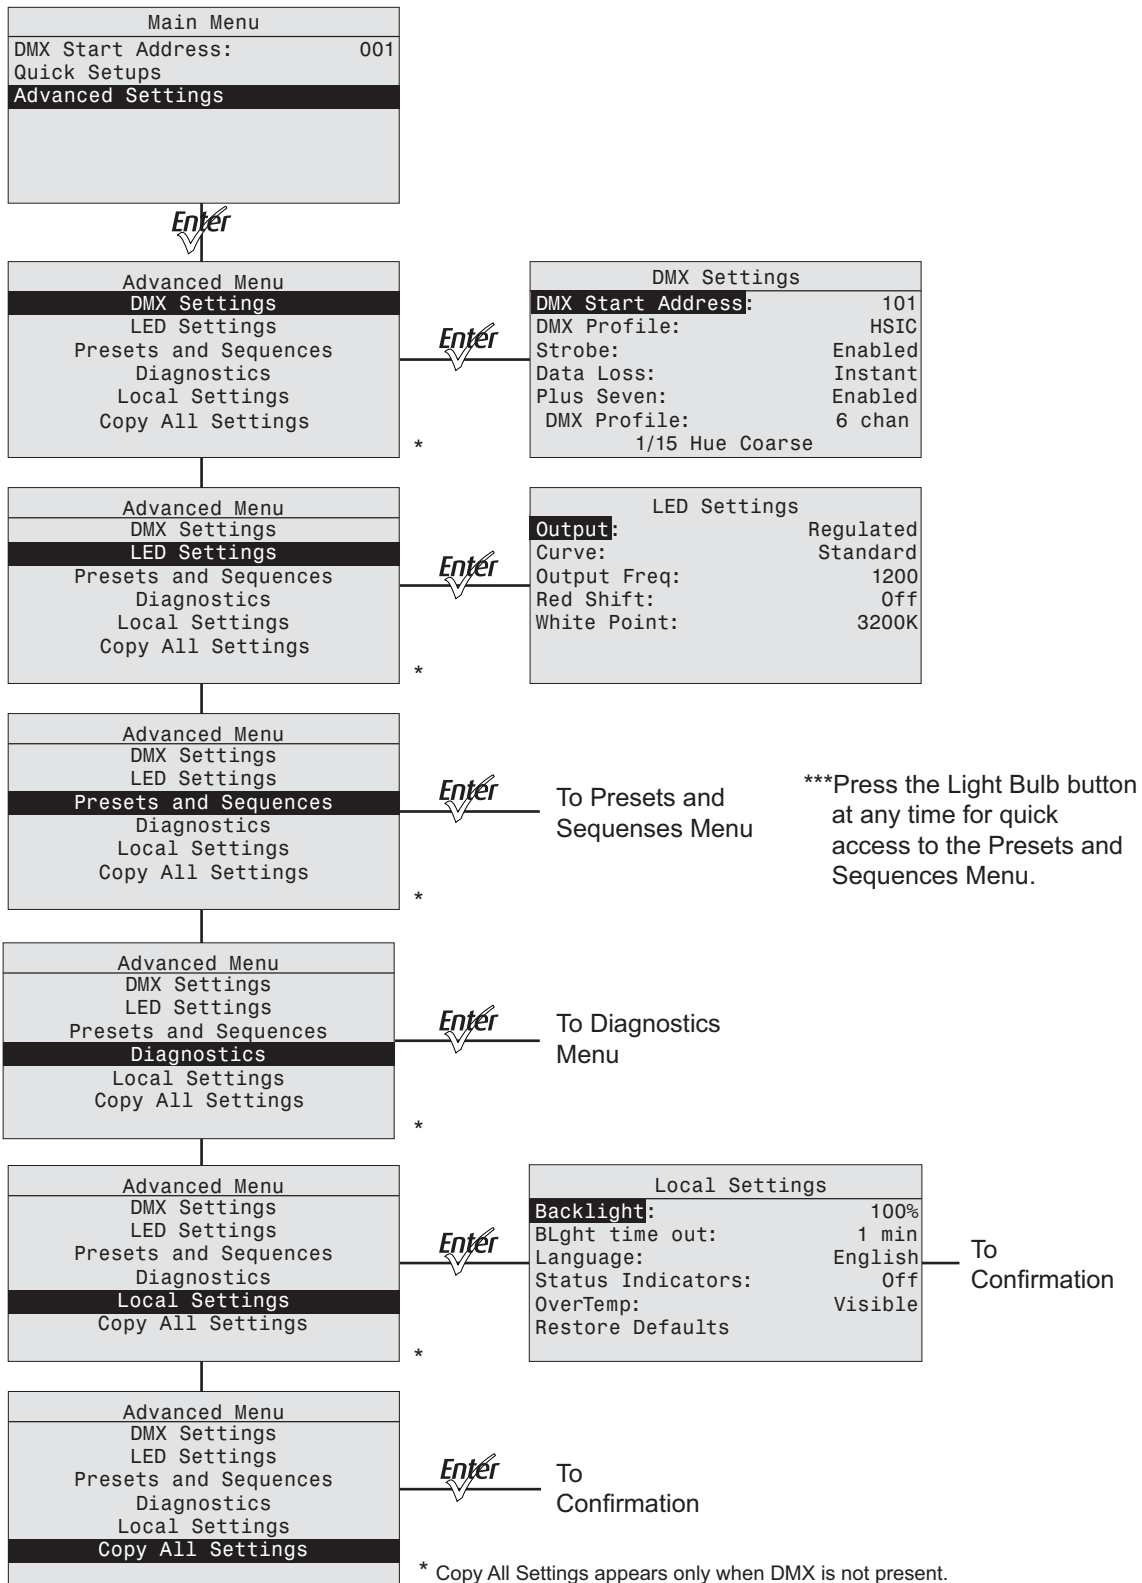 Main Menu
DMX Start Address: 001
Quick Setups
Advanced Settings
Enter
Advanced Menu
DMX Settings
LED Settings
Presets and Sequences
Diagnostics
Local Settings
Copy All Settings
*
Enter
DMX Settings
DMX Start Address: 101
DMX Profile: HSIC
Strobe: Enabled
Data Loss: Instant
Plus Seven: Enabled
DMX Profile: 6 chan
1/15 Hue Coarse
Advanced Menu
DMX Settings
LED Settings
Presets and Sequences
Diagnostics
Local Settings
Copy All Settings
*
Enter
LED Settings
Output: Regulated
Curve: Standard
Output Freq: 1200
Red Shift: Off
White Point: 3200K
Advanced Menu
DMX Settings
LED Settings
Presets and Sequences
Diagnostics
Local Settings
Copy All Settings
*
Enter
To Presets and
Sequenses Menu
***Press the Light Bulb button
at any time for quick
access to the Presets and
Sequences Menu.
Advanced Menu
DMX Settings
LED Settings
Presets and Sequences
Diagnostics
Local Settings
Copy All Settings
*
Enter
To Diagnostics
Menu
Advanced Menu
DMX Settings
LED Settings
Presets and Sequences
Diagnostics
Local Settings
Copy All Settings
*
Enter
Local Settings
Backlight: 100%
BLght time out: 1 min
Language: English
Status Indicators: Off
OverTemp: Visible
Restore Defaults
To
Confirmation
Advanced Menu
DMX Settings
LED Settings
Presets and Sequences
Diagnostics
Local Settings
Copy All Settings
Enter
To
Confirmation
* Copy All Settings appears only when DMX is not present.